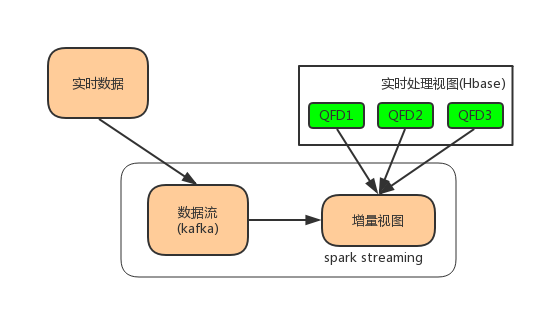 实时数据
实时处理视图(Hbase)
QFD1
QFD2
QFD3
数据流
(kafka)
增量视图
spark streaming